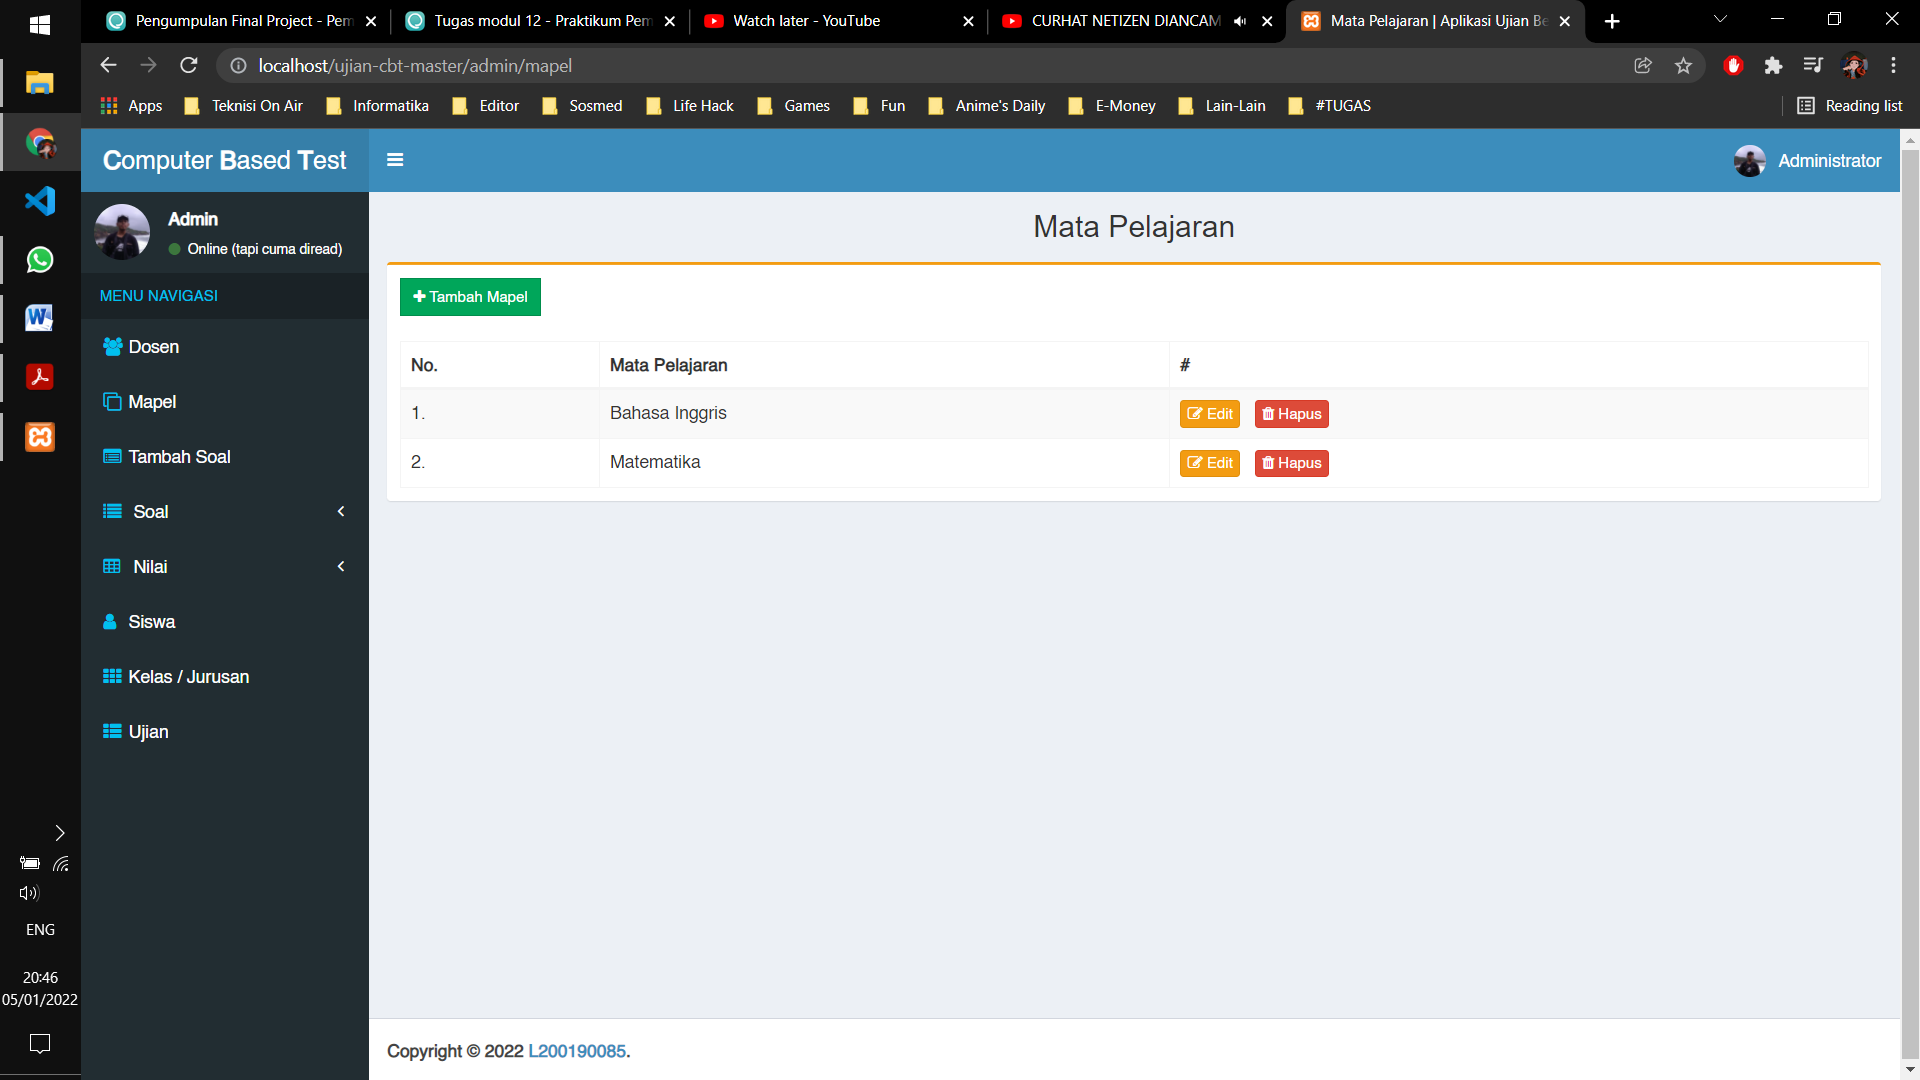 Pengumpulan Final Project - Pem
Tugas modul 12 - Praktikum Pem
Watch later - YouTube
CURHAT NETIZEN DIANCAM
Mata Pelajaran | Aplikasi Ujian Be
localhost/ujian-cbt-master/admin/mapel
Apps
Teknisi On Air
Informatika
Editor
Sosmed
Life Hack
Games
Fun
Anime's Daily
E-Money
Lain-Lain
#TUGAS
Reading list
Computer Based Test
Administrator
Admin
Online (tapi cuma diread)
MENU NAVIGASI
Dosen
Mapel
Tambah Soal
Soal
Nilai
Siswa
Kelas / Jurusan
Ujian
Mata Pelajaran
Tambah Mapel
No. Mata Pelajaran #
1. Bahasa Inggris Edit Hapus
2. Matematika Edit Hapus
Copyright © 2022 L200190085.
ENG
20:46
05/01/2022